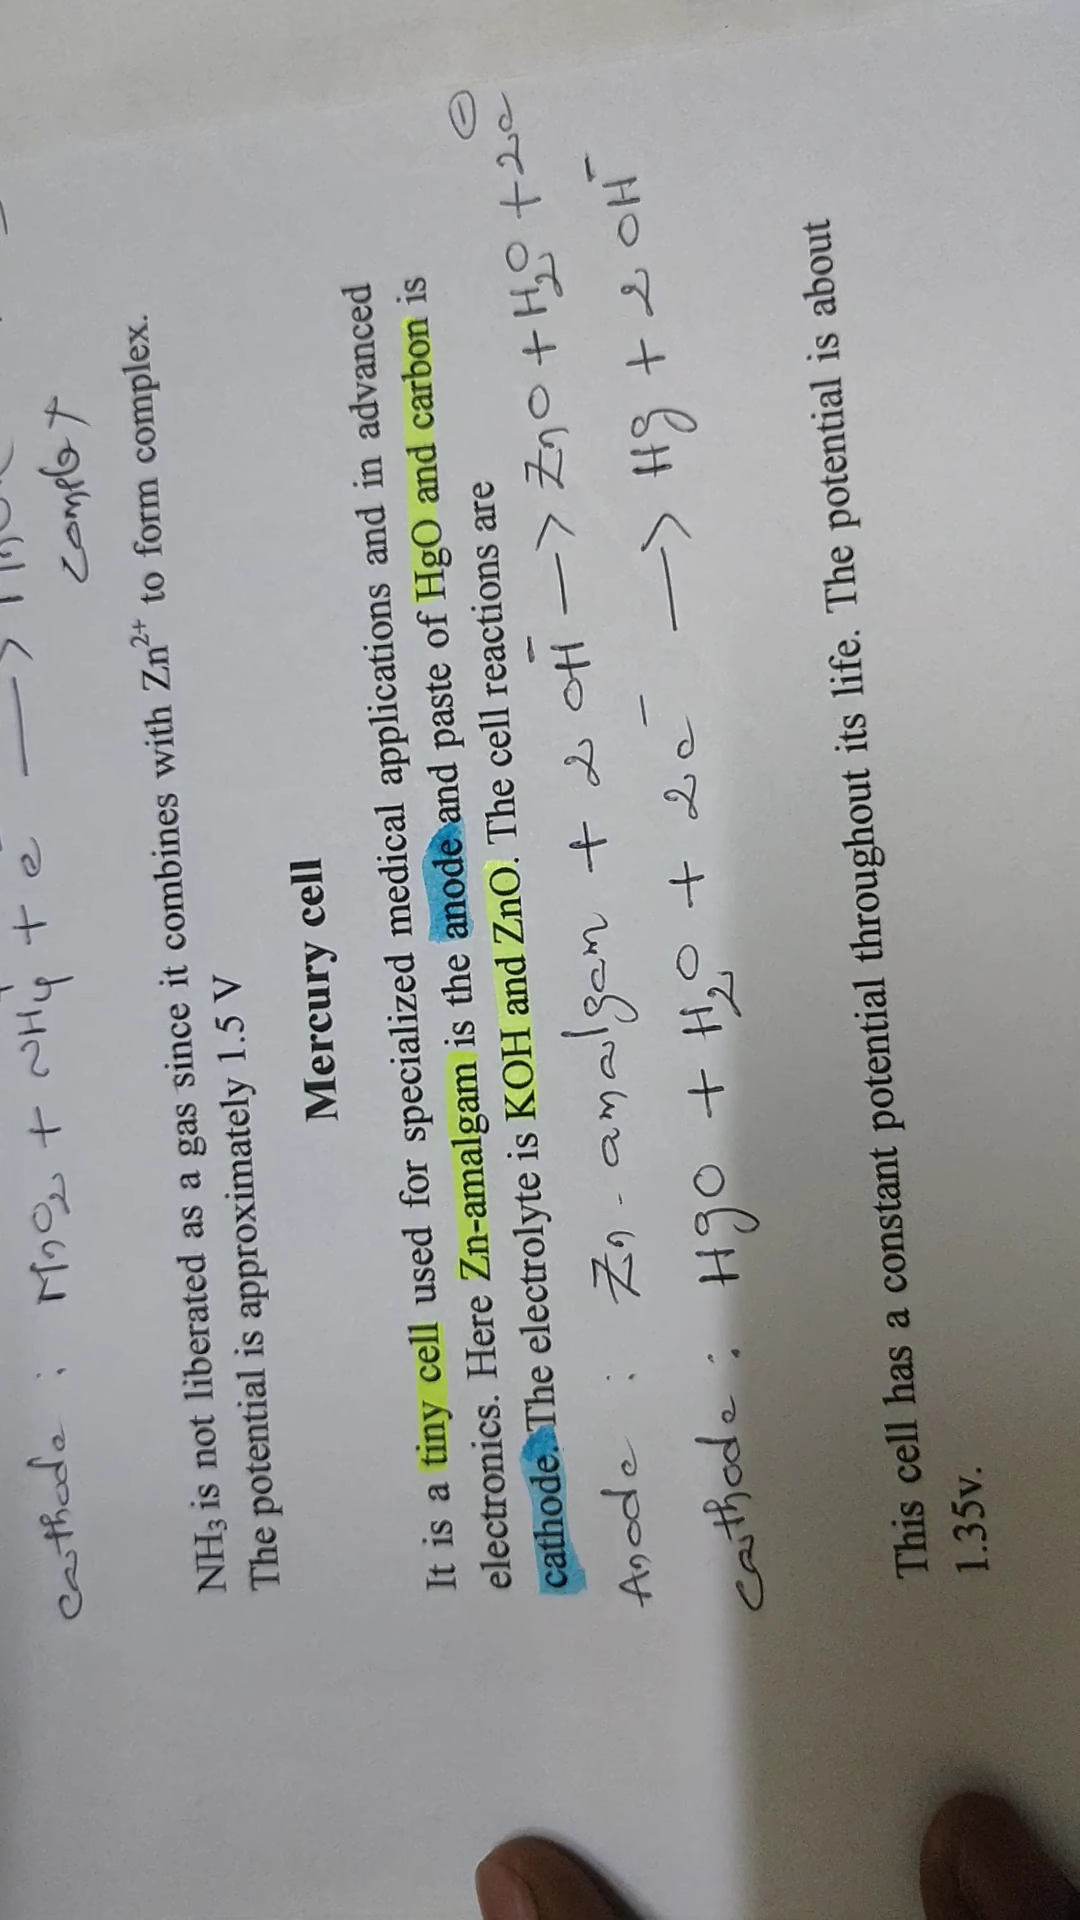 cathode : MnO₂ + NH₄⁺ + e⁻ →
complex
NH₃ is not liberated as a gas since it combines with Zn²⁺ to form complex.
The potential is approximately 1.5 V
Mercury cell
It is a tiny cell used for specialized medical applications and in advanced
electronics. Here Zn-amalgam is the anode and paste of HgO and carbon is
cathode. The electrolyte is KOH and ZnO. The cell reactions are
Anode : Zn-amalgam + 2 OH⁻ → ZnO + H₂O + 2e⊖
cathode : HgO + H₂O + 2e⁻ → Hg + 2 OH⁻
This cell has a constant potential throughout its life. The potential is about
1.35v.